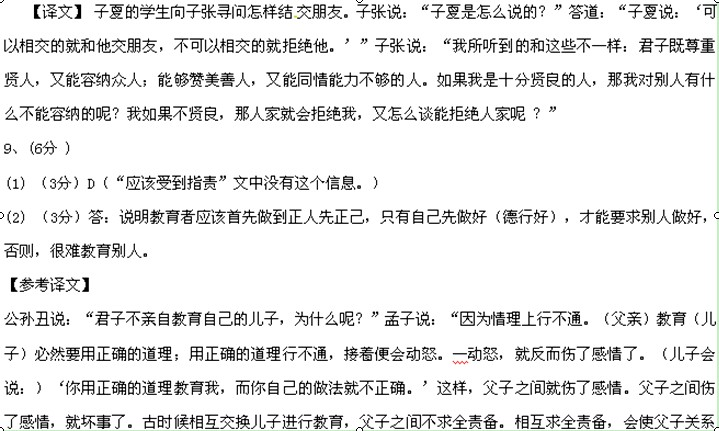 【译文】 子夏的学生向子张寻问怎样结交朋友。子张说：“子夏是怎么说的？”答道：“子夏说：‘可
以相交的就和他交朋友，不可以相交的就拒绝他。’”子张说：“我所听到的和这些不一样：君子既尊重
贤人，又能容纳众人；能够赞美善人，又能同情能力不够的人。如果我是十分贤良的人，那我对别人有什
么不能容纳的呢？我如果不贤良，那人家就会拒绝我，又怎么谈能拒绝人家呢 ？”
9、(6分 )
(1) （3分）D（“应该受到指责”文中没有这个信息。）
(2) （3分）答：说明教育者应该首先做到正人先正己，只有自己先做好（德行好），才能要求别人做好，
否则，很难教育别人。
【参考译文】
公孙丑说：“君子不亲自教育自己的儿子，为什么呢？”孟子说：“因为情理上行不通。（父亲）教育（儿
子）必然要用正确的道理；用正确的道理行不通，接着便会动怒。一动怒，就反而伤了感情了。（儿子会
说：）‘你用正确的道理教育我，而你自己的做法就不正确。’这样，父子之间就伤了感情。父子之间伤
了感情，就坏事了。古时候相互交换儿子进行教育，父子之间不求全责备。相互求全责备，会使父子关系